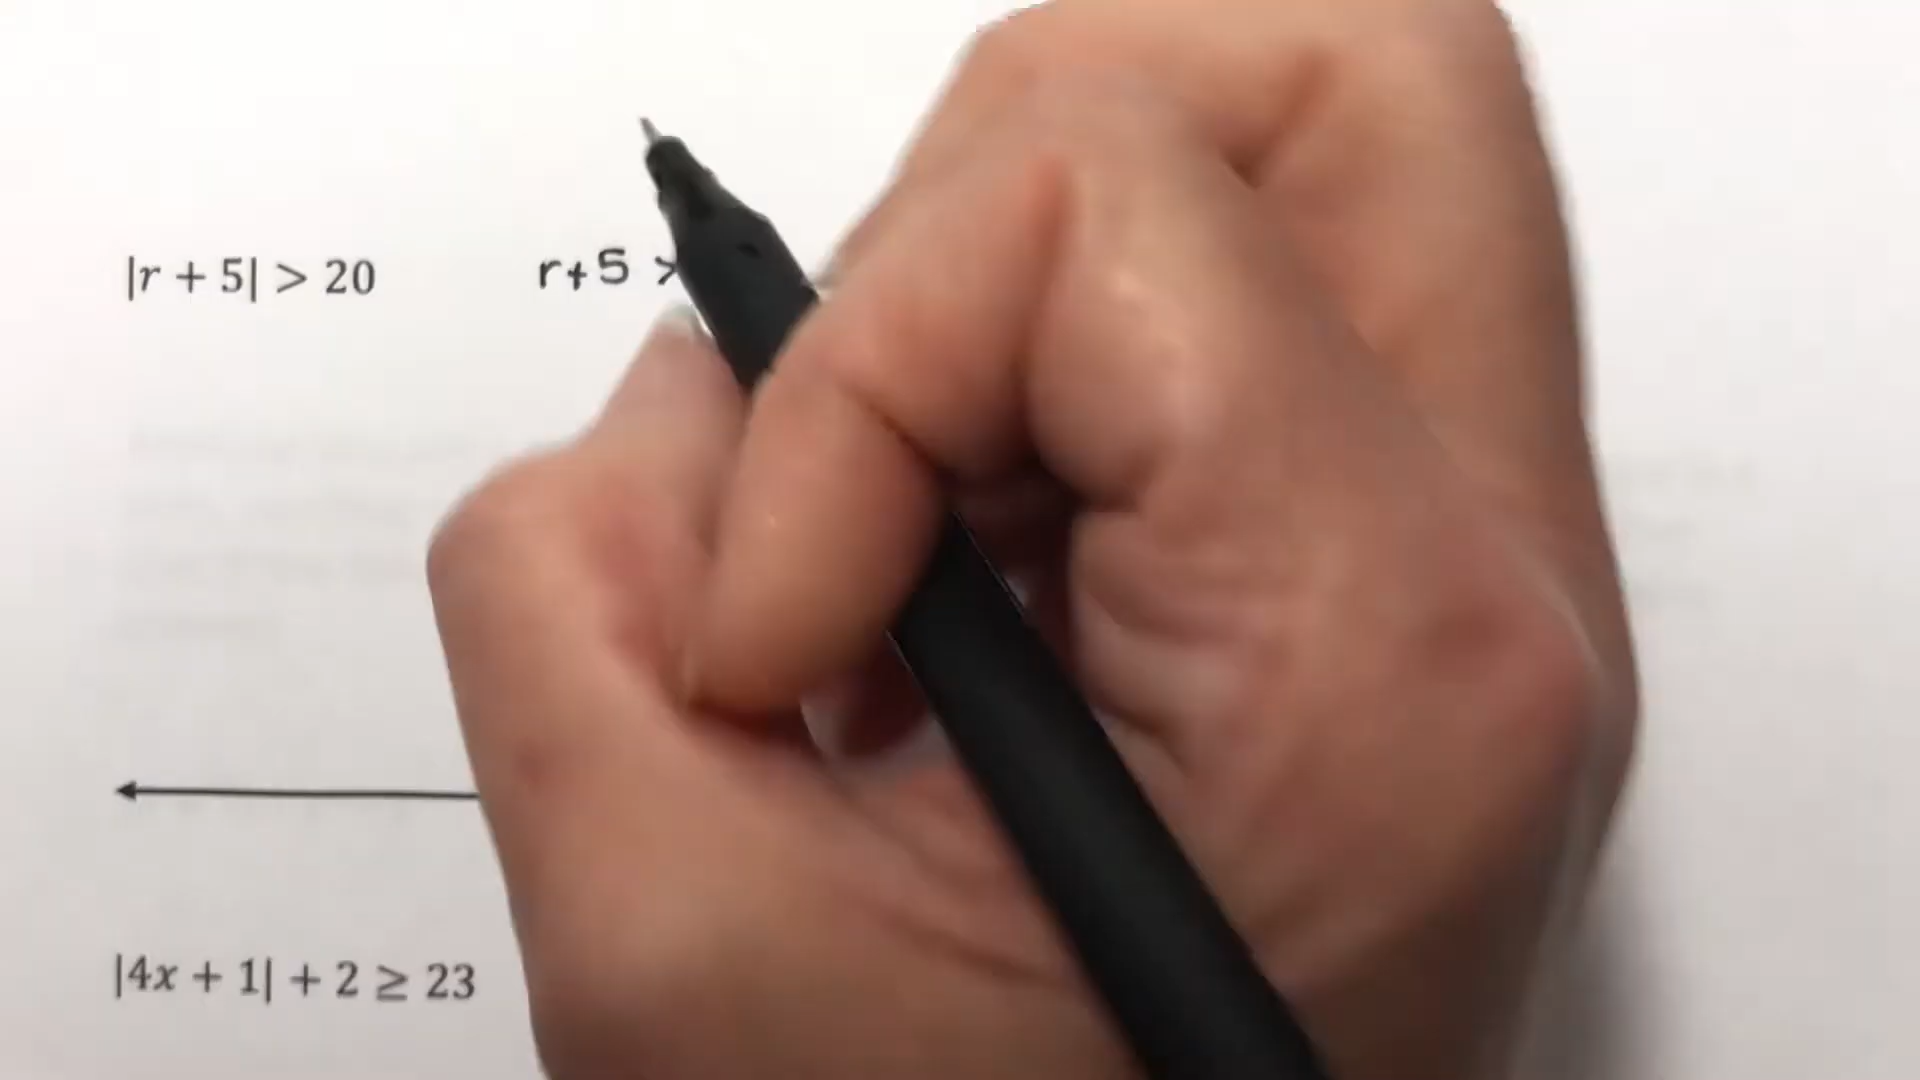 |r + 5| > 20
r+5 >
|4x + 1| + 2 ≥ 23